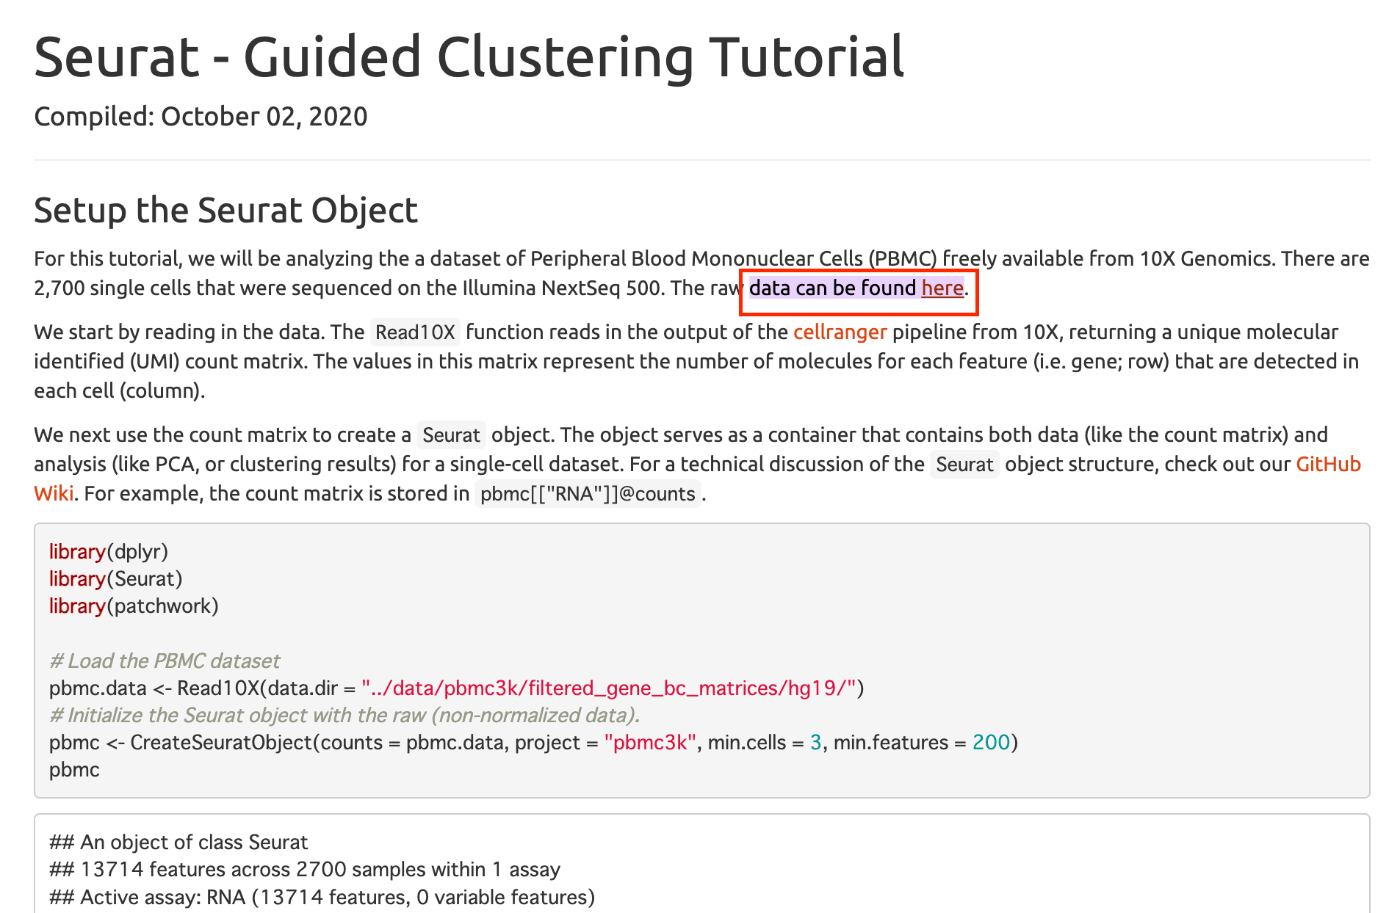 Seurat - Guided Clustering Tutorial
Compiled: October 02, 2020
Setup the Seurat Object
For this tutorial, we will be analyzing the a dataset of Peripheral Blood Mononuclear Cells (PBMC) freely available from 10X Genomics. There are
2,700 single cells that were sequenced on the Illumina NextSeq 500. The raw data can be found here.
We start by reading in the data. The Read10X function reads in the output of the cellranger pipeline from 10X, returning a unique molecular
identified (UMI) count matrix. The values in this matrix represent the number of molecules for each feature (i.e. gene; row) that are detected in
each cell (column).
We next use the count matrix to create a Seurat object. The object serves as a container that contains both data (like the count matrix) and
analysis (like PCA, or clustering results) for a single-cell dataset. For a technical discussion of the Seurat object structure, check out our GitHub
Wiki. For example, the count matrix is stored in pbmc[["RNA"]]@counts.
library(dplyr)
library(Seurat)
library(patchwork)
# Load the PBMC dataset
pbmc.data <- Read10X(data.dir = "../data/pbmc3k/filtered_gene_bc_matrices/hg19/")
# Initialize the Seurat object with the raw (non-normalized data).
pbmc <- CreateSeuratObject(counts = pbmc.data, project = "pbmc3k", min.cells = 3, min.features = 200)
pbmc
## An object of class Seurat
## 13714 features across 2700 samples within 1 assay
## Active assay: RNA (13714 features, 0 variable features)